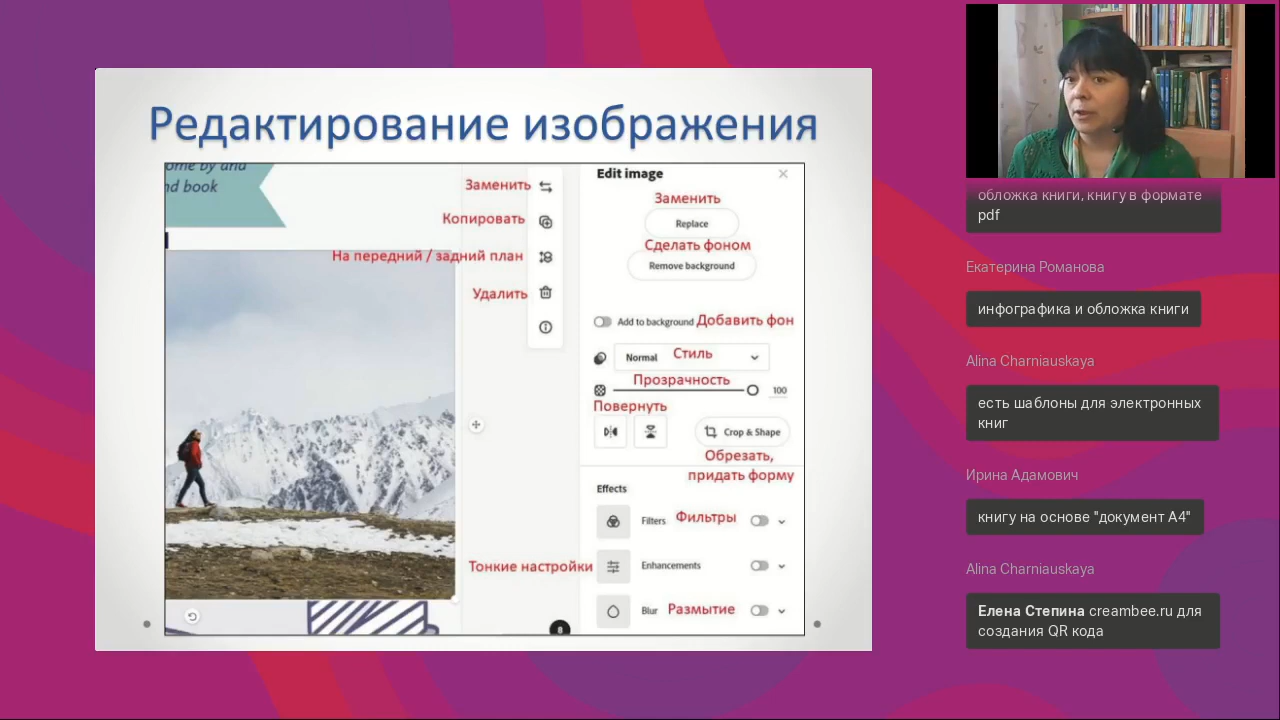 Редактирование изображения
ome by and
nd book
Заменить
Копировать
На передний / задний план
Удалить
Edit image
Заменить
Replace
Сделать фоном
Remove background
Add to background Добавить фон
Normal Стиль
Прозрачность
100
Повернуть
Crop & Shape
Обрезать,
придать форму
Effects
Filters Фильтры
Тонкие настройки Enhancements
Blur Размытие
обложка книги, книгу в формате
pdf
Екатерина Романова
инфографика и обложка книги
Alina Charniauskaya
есть шаблоны для электронных
книг
Ирина Адамович
книгу на основе "документ А4"
Alina Charniauskaya
Елена Степина creambee.ru для
создания QR кода